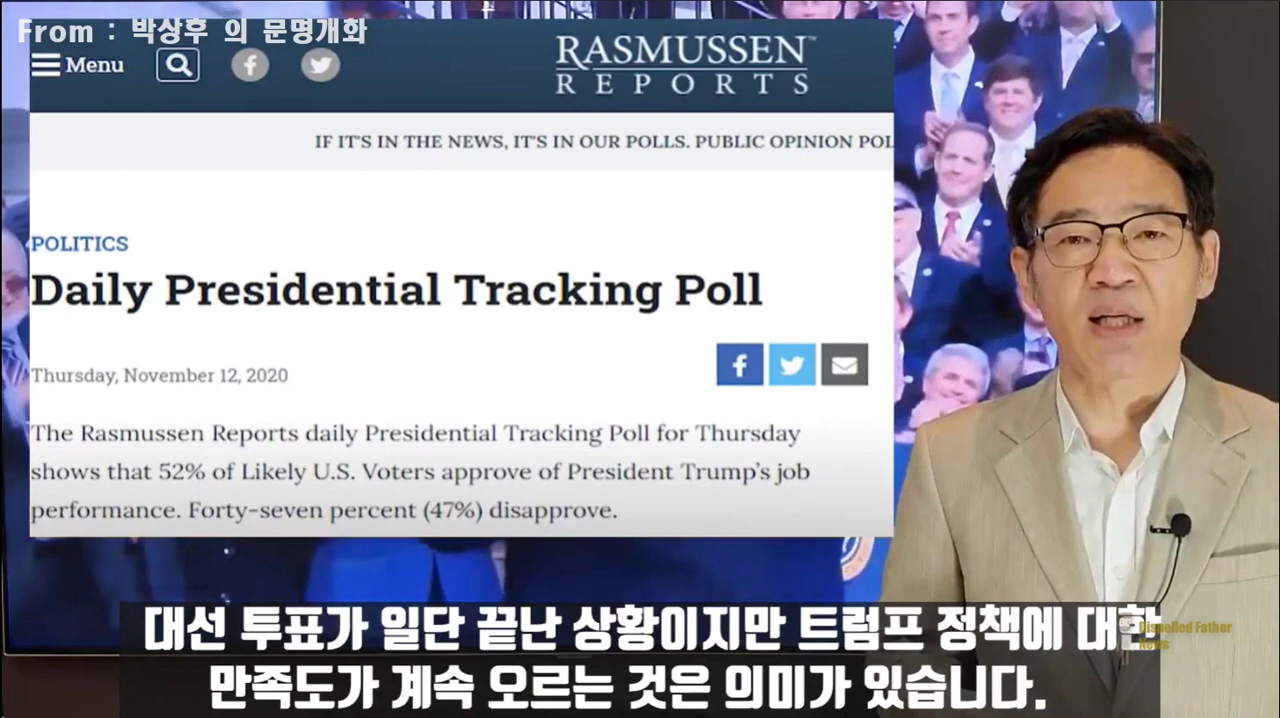 From : 박상후 의 문명개화
Menu
RASMUSSEN™
REPORTS
IF IT'S IN THE NEWS, IT'S IN OUR POLLS. PUBLIC OPINION POL
POLITICS
Daily Presidential Tracking Poll
Thursday, November 12, 2020
The Rasmussen Reports daily Presidential Tracking Poll for Thursday
shows that 52% of Likely U.S. Voters approve of President Trump's job
performance. Forty-seven percent (47%) disapprove.
대선 투표가 일단 끝난 상황이지만 트럼프 정책에 대한
만족도가 계속 오르는 것은 의미가 있습니다.
Dispelled Father
News